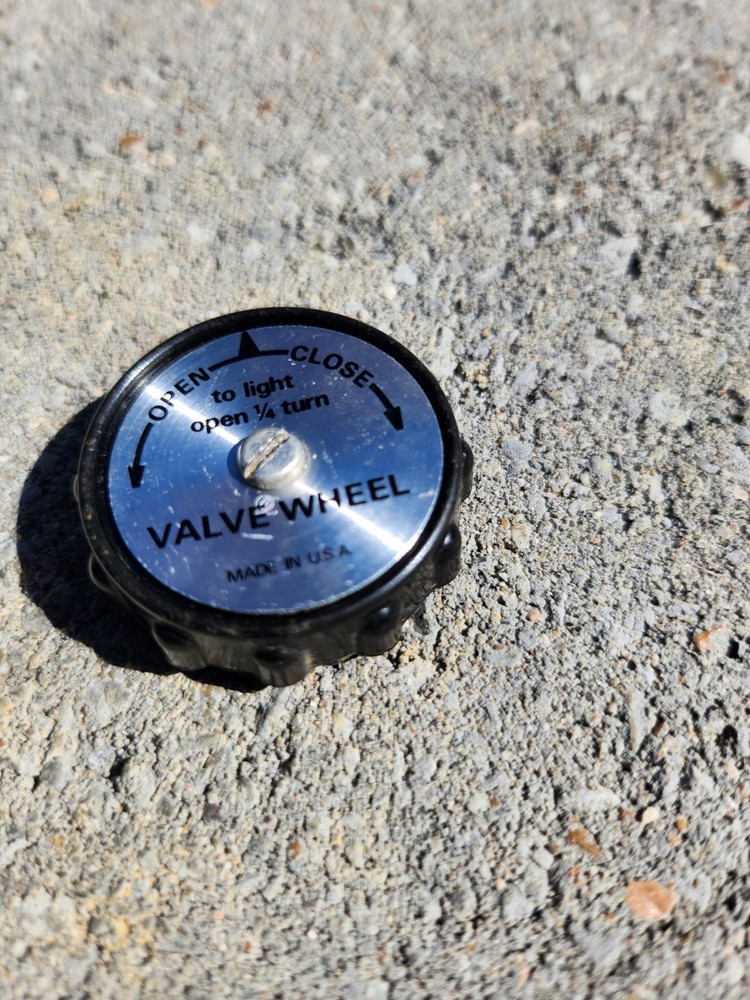 OPEN CLOSE
to light
open ¼ turn
VALVE WHEEL
MADE IN U.S.A.